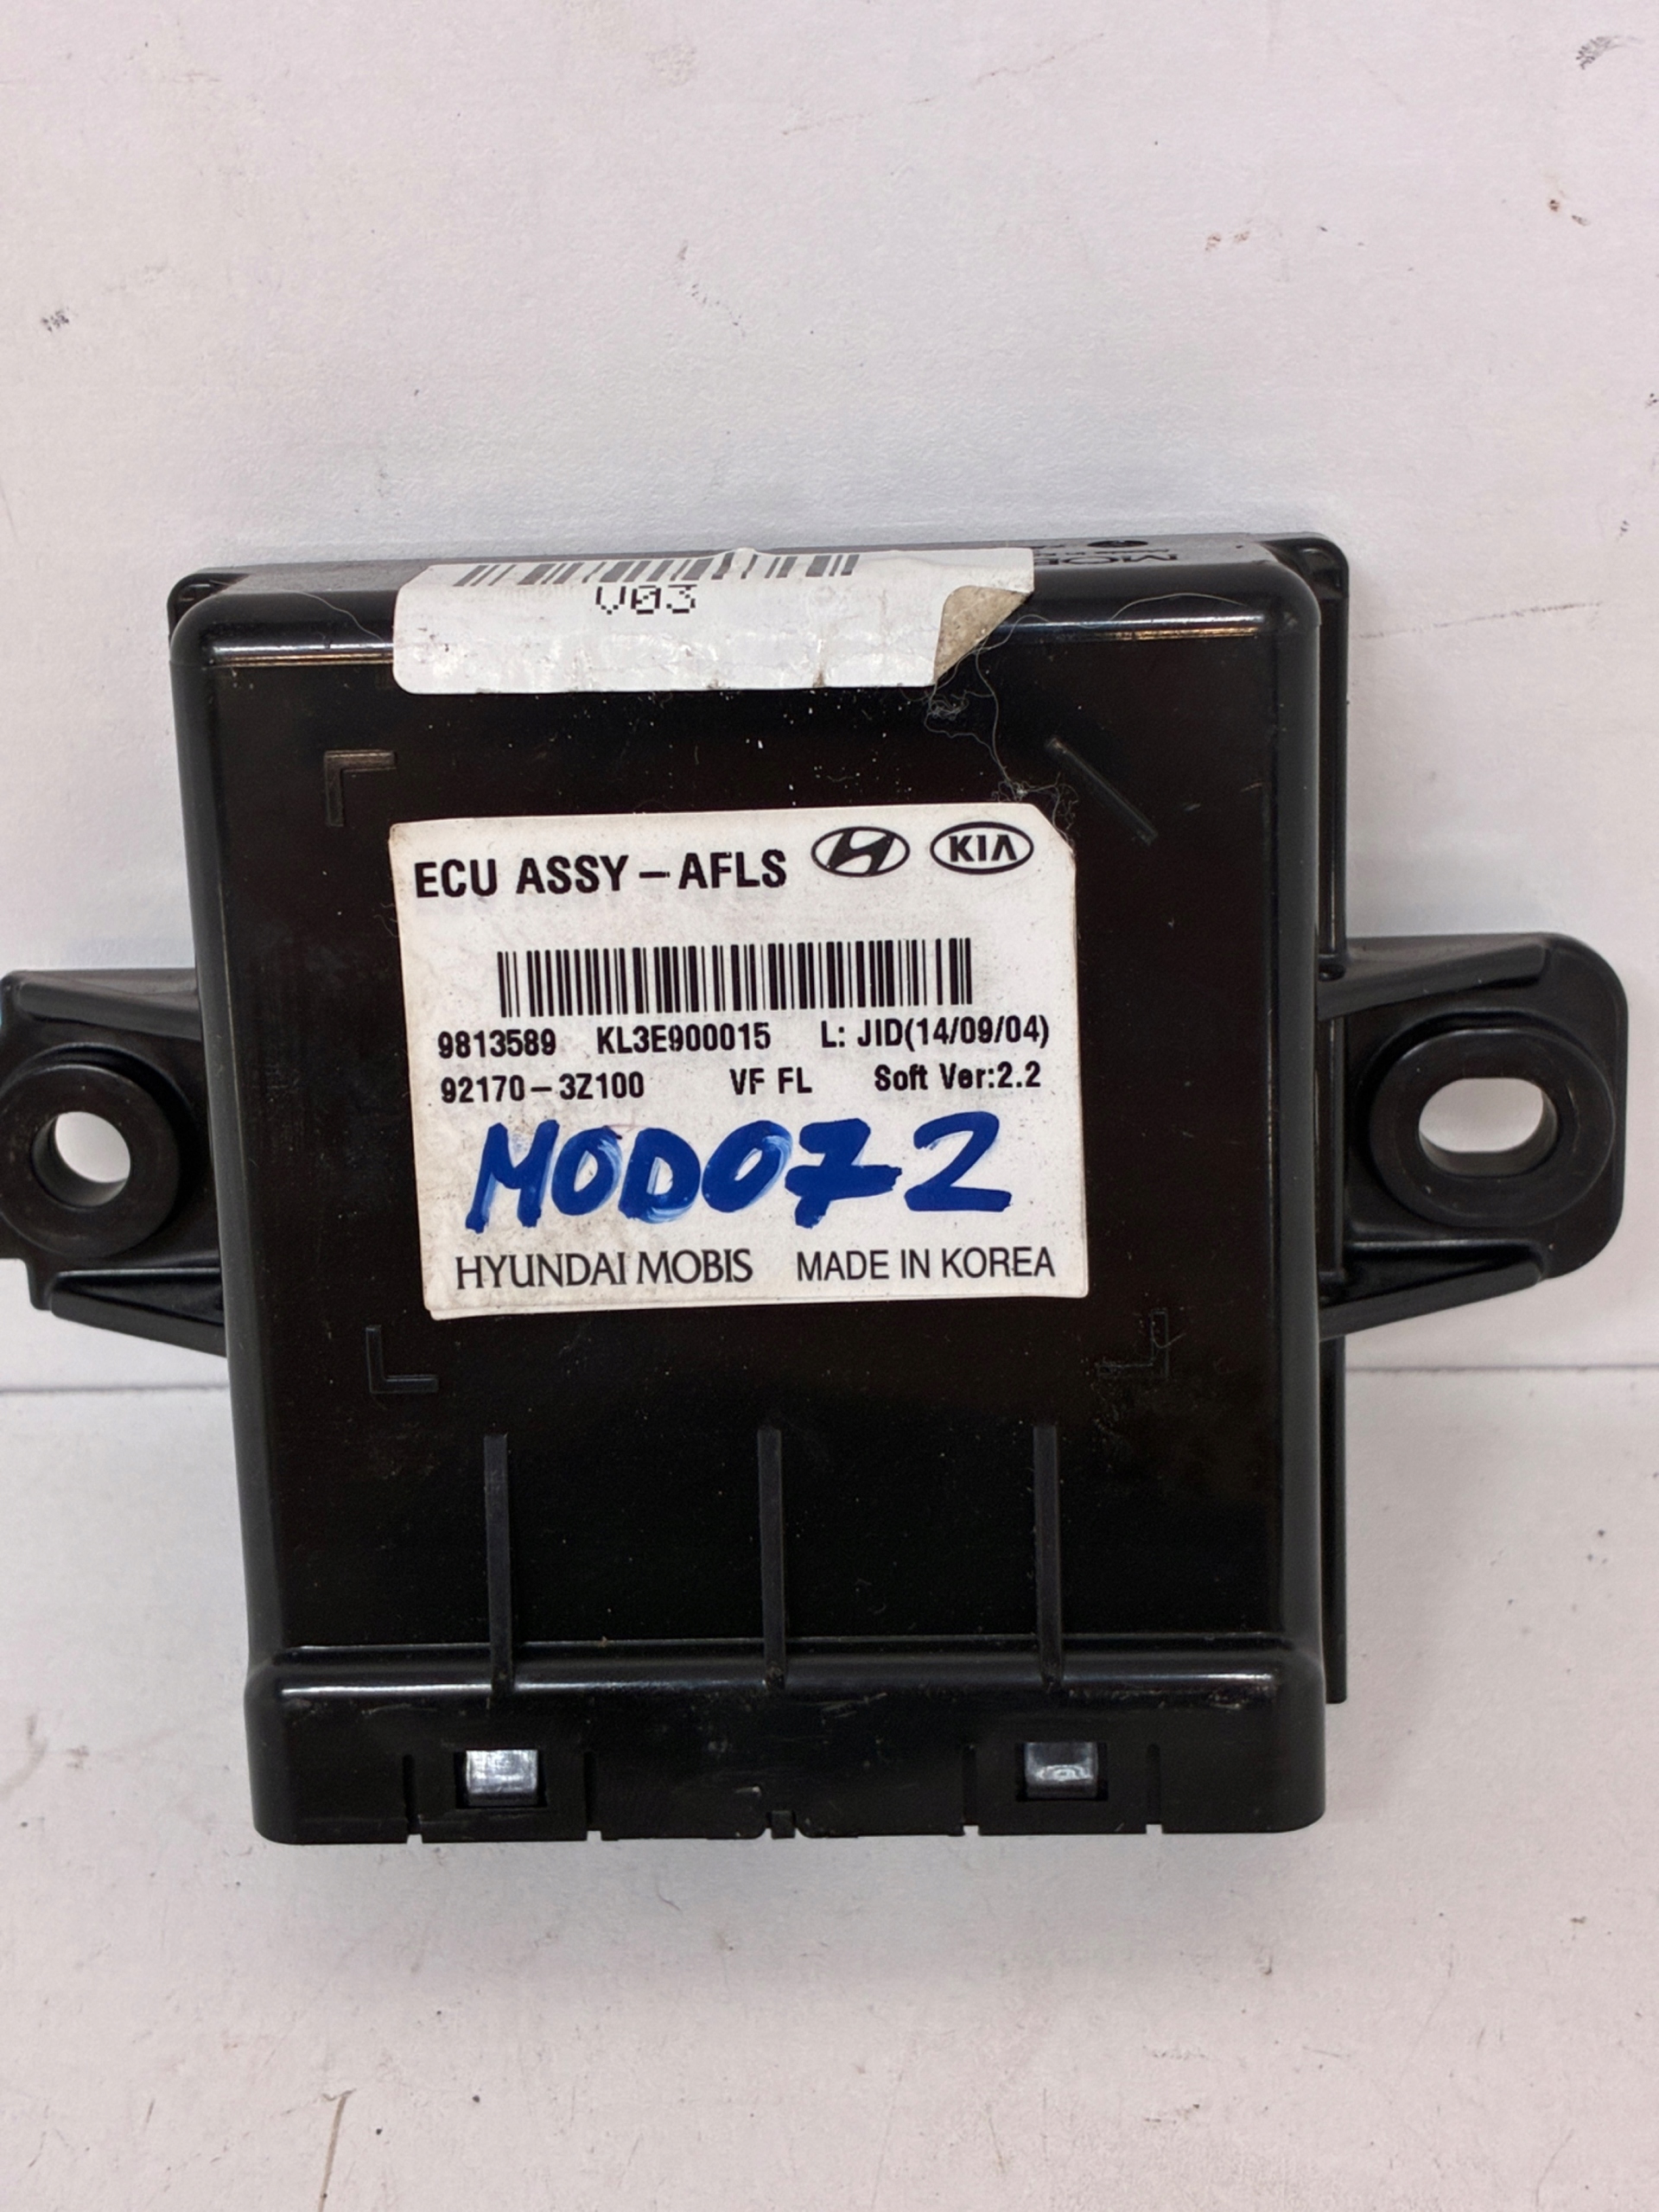 V03
ECU ASSY-AFLS KIA
9813589 KL3E900015 L: JID(14/09/04)
92170-3Z100 VF FL Soft Ver:2.2
MOD072
HYUNDAI MOBIS MADE IN KOREA